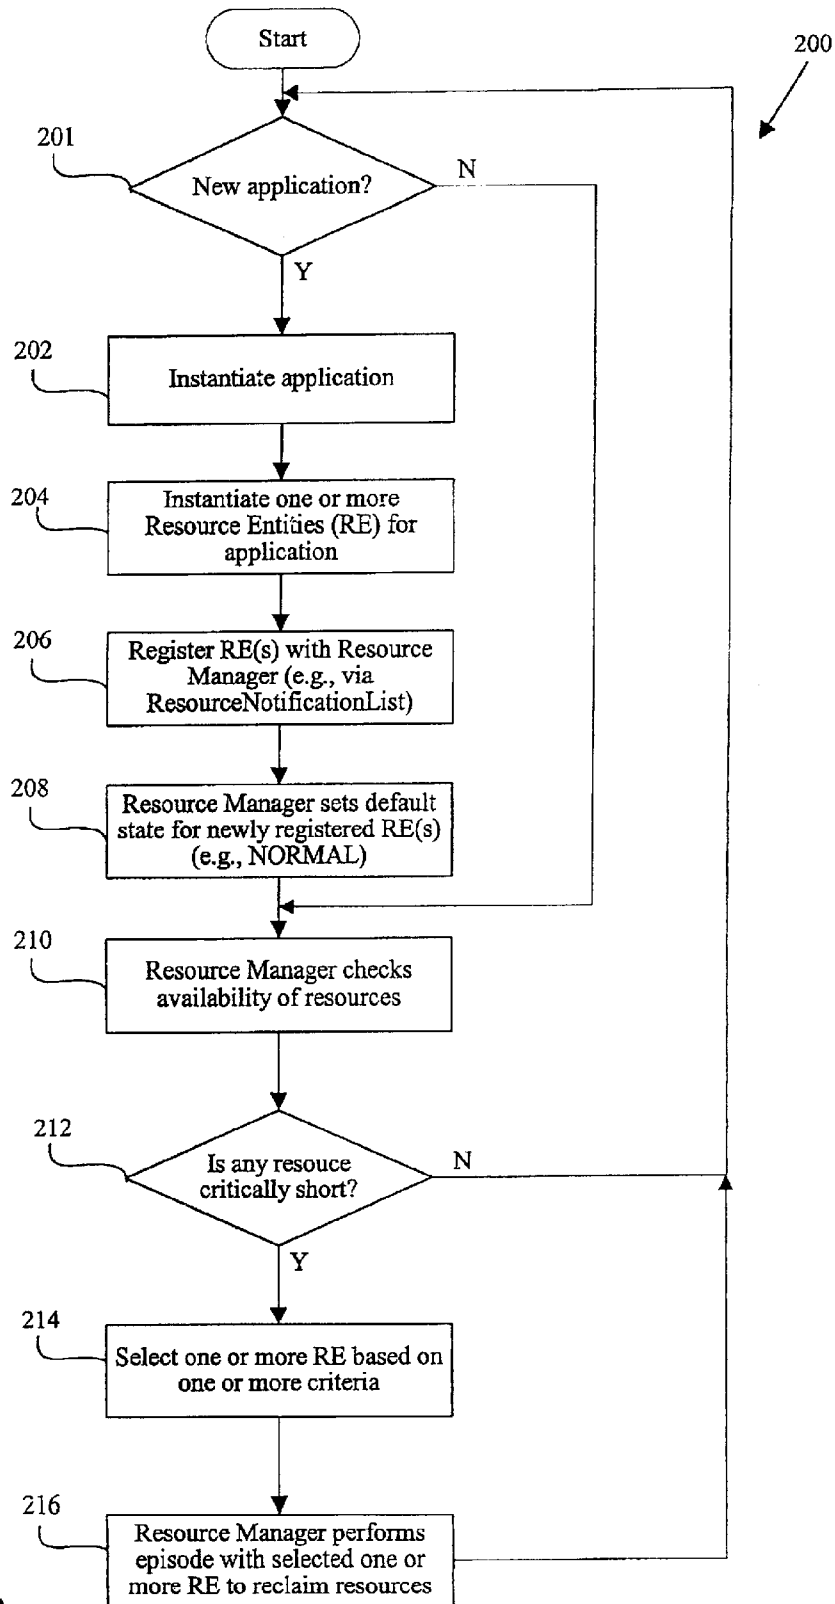 Start
200
201
New application?
N
Y
202
Instantiate application
204
Instantiate one or more
Resource Entities (RE) for
application
206
Register RE(s) with Resource
Manager (e.g., via
ResourceNotificationList)
208
Resource Manager sets default
state for newly registered RE(s)
(e.g., NORMAL)
210
Resource Manager checks
availability of resources
212
Is any resouce
critically short?
N
Y
214
Select one or more RE based on
one or more criteria
216
Resource Manager performs
episode with selected one or
more RE to reclaim resources